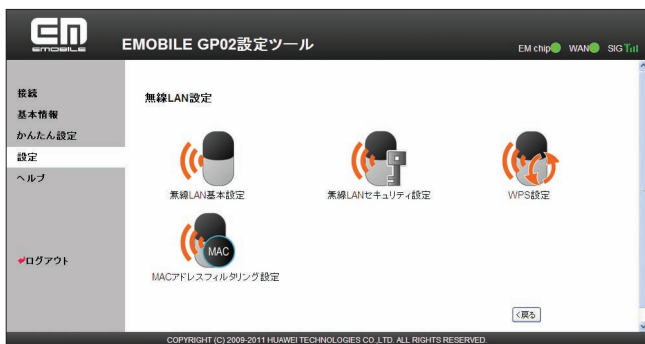 EM
EMOBILE
EMOBILE GP02設定ツール
EM chip WAN SIG
接続
基本情報
かんたん設定
設定
ヘルプ
ログアウト
無線LAN設定
無線LAN基本設定
無線LANセキュリティ設定
WPS設定
MAC
MACアドレスフィルタリング設定
<戻る
COPYRIGHT (C) 2009-2011 HUAWEI TECHNOLOGIES CO.,LTD. ALL RIGHTS RESERVED.